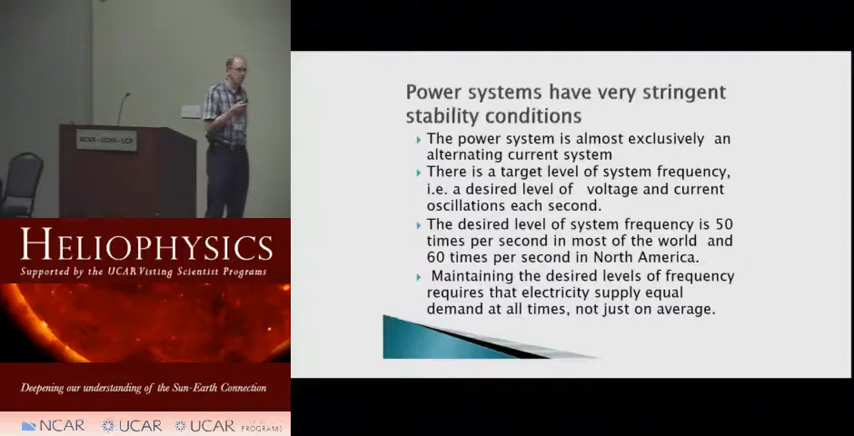 NCAR-UCAR-UCP
HELIOPHYSICS
Supported by the UCAR Visting Scientist Programs
Deepening our understanding of the Sun-Earth Connection
NCAR UCAR UCAR PROGRAMS
Power systems have very stringent
stability conditions
The power system is almost exclusively an
alternating current system
There is a target level of system frequency,
i.e. a desired level of voltage and current
oscillations each second.
The desired level of system frequency is 50
times per second in most of the world and
60 times per second in North America.
Maintaining the desired levels of frequency
requires that electricity supply equal
demand at all times, not just on average.